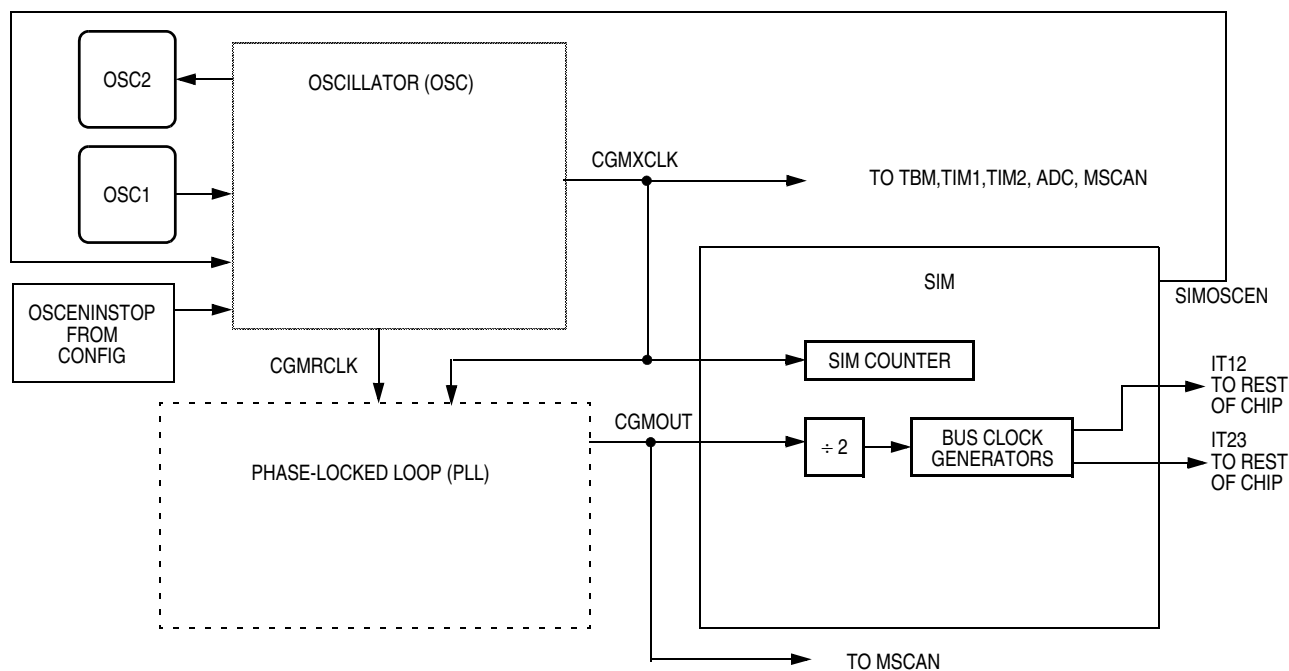 OSC2
OSCILLATOR (OSC)
CGMXCLK
OSC1
TO TBM,TIM1,TIM2, ADC, MSCAN
SIM
SIMOSCEN
OSCENINSTOP
FROM
CONFIG
CGMRCLK
SIM COUNTER
IT12
TO REST
OF CHIP
CGMOUT
÷ 2
BUS CLOCK
GENERATORS
IT23
TO REST
OF CHIP
PHASE-LOCKED LOOP (PLL)
TO MSCAN